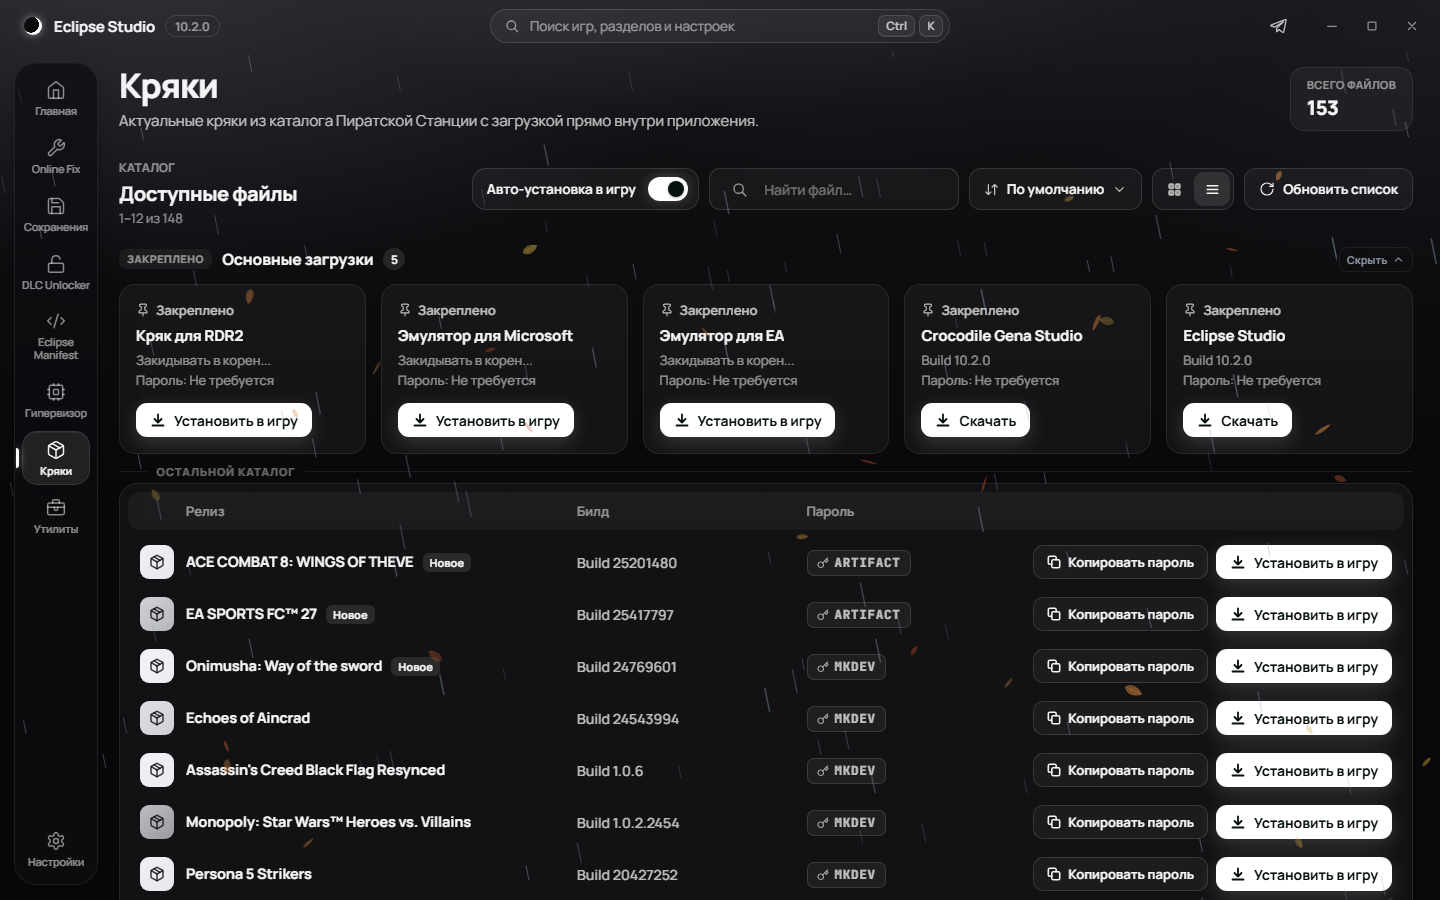 Eclipse Studio 10.2.0
Поиск игр, разделов и настроек Ctrl K
Главная
Online Fix
Сохранения
DLC Unlocker
Eclipse
Manifest
Гипервизор
Кряки
Утилиты
Настройки
Кряки
Актуальные кряки из каталога Пиратской Станции с загрузкой прямо внутри приложения.
ВСЕГО ФАЙЛОВ
153
КАТАЛОГ
Доступные файлы
1–12 из 148
Авто-установка в игру
Найти файл...
По умолчанию
Обновить список
ЗАКРЕПЛЕНО Основные загрузки 5
Скрыть
Закреплено
Кряк для RDR2
Закидывать в корен...
Пароль: Не требуется
Установить в игру
Закреплено
Эмулятор для Microsoft
Закидывать в корен...
Пароль: Не требуется
Установить в игру
Закреплено
Эмулятор для EA
Закидывать в корен...
Пароль: Не требуется
Установить в игру
Закреплено
Crocodile Gena Studio
Build 10.2.0
Пароль: Не требуется
Скачать
Закреплено
Eclipse Studio
Build 10.2.0
Пароль: Не требуется
Скачать
ОСТАЛЬНОЙ КАТАЛОГ
Релиз Билд Пароль
ACE COMBAT 8: WINGS OF THEVE Новое Build 25201480 ARTIFACT Копировать пароль Установить в игру
EA SPORTS FC™ 27 Новое Build 25417797 ARTIFACT Копировать пароль Установить в игру
Onimusha: Way of the sword Новое Build 24769601 MKDEV Копировать пароль Установить в игру
Echoes of Aincrad Build 24543994 MKDEV Копировать пароль Установить в игру
Assassin's Creed Black Flag Resynced Build 1.0.6 MKDEV Копировать пароль Установить в игру
Monopoly: Star Wars™ Heroes vs. Villains Build 1.0.2.2454 MKDEV Копировать пароль Установить в игру
Persona 5 Strikers Build 20427252 MKDEV Копировать пароль Установить в игру